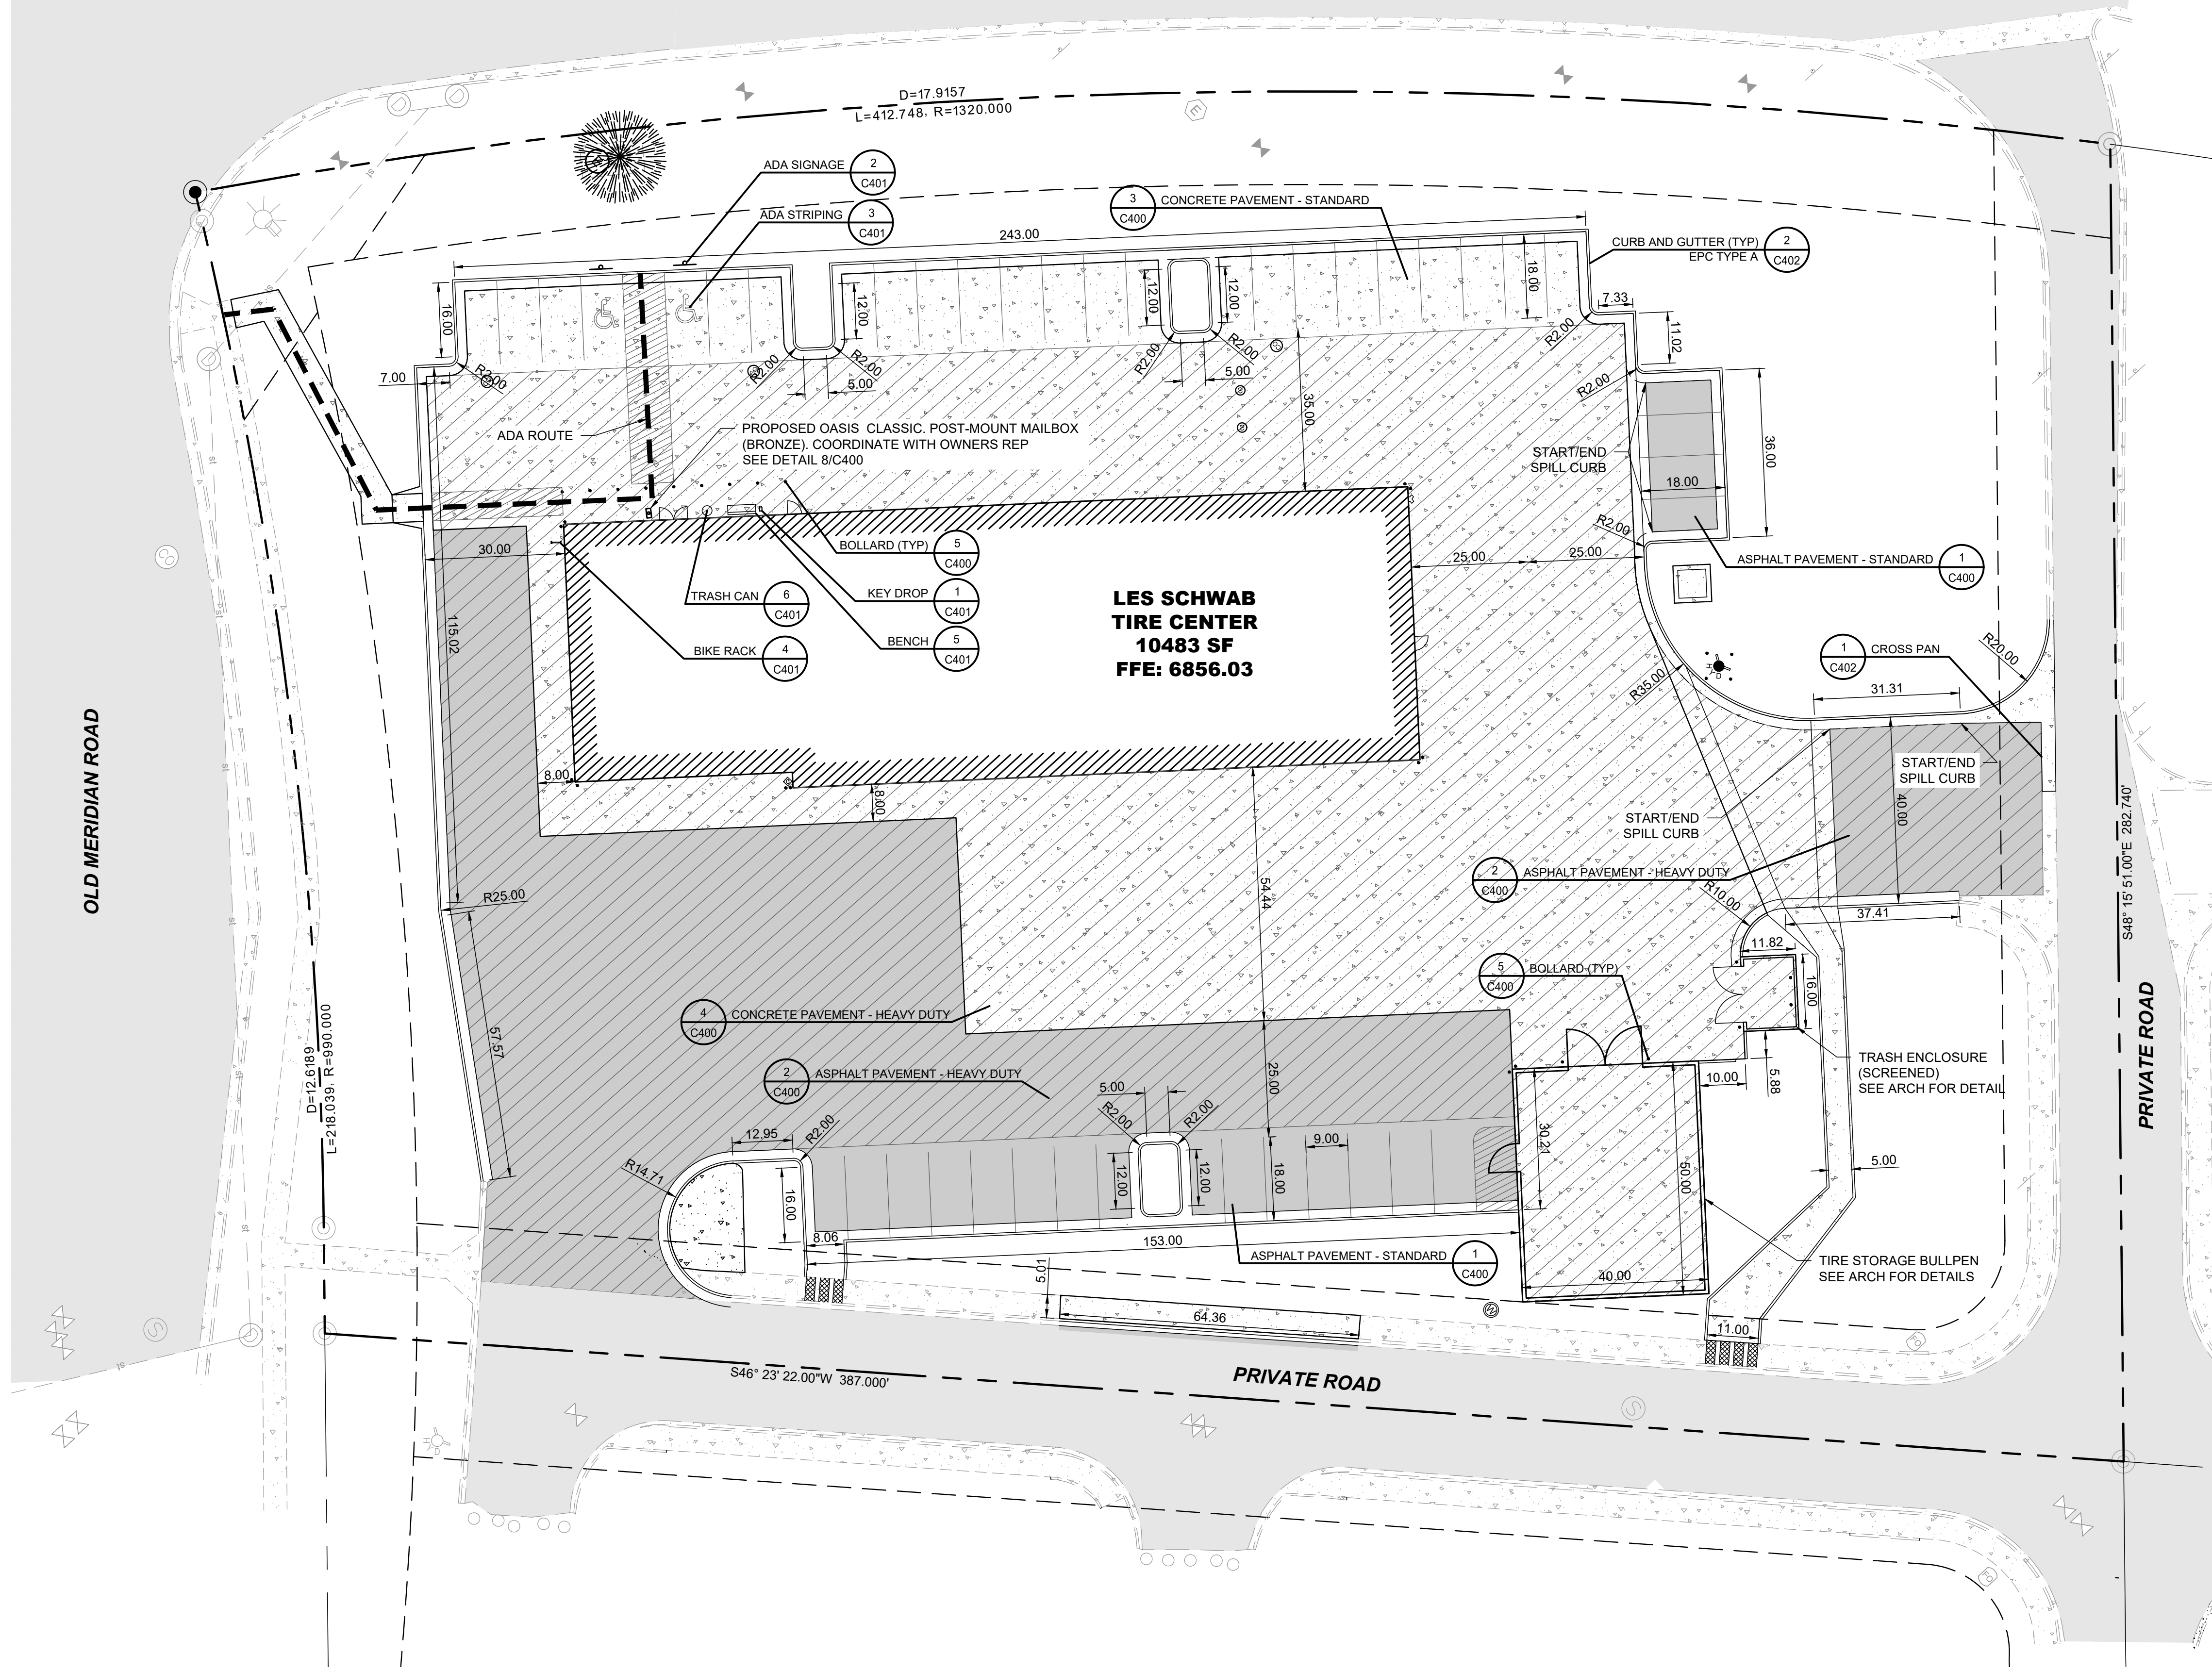 D=17.9157
L=412.748, R=1320.000
ADA SIGNAGE
2
C401
ADA STRIPING
3
C401
3
C400
CONCRETE PAVEMENT - STANDARD
243.00
CURB AND GUTTER (TYP)
EPC TYPE A
2
C402
16.00
12.00
12.00
12.00
18.00
7.33
11.02
R2.00
R2.00
R2.00
R2.00
R2.00
R2.00
R2.00
7.00
5.00
5.00
35.00
36.00
ADA ROUTE
PROPOSED OASIS CLASSIC. POST-MOUNT MAILBOX
(BRONZE). COORDINATE WITH OWNERS REP
SEE DETAIL 8/C400
START/END
SPILL CURB
18.00
R2.00
30.00
BOLLARD (TYP)
5
C400
25.00
25.00
ASPHALT PAVEMENT - STANDARD
1
C400
TRASH CAN
6
C401
KEY DROP
1
C401
BENCH
5
C401
BIKE RACK
4
C401
LES SCHWAB
TIRE CENTER
10483 SF
FFE: 6856.03
115.02
1
C402
CROSS PAN
R20.00
R35.00
31.31
OLD MERIDIAN ROAD
8.00
8.00
START/END
SPILL CURB
40.00
START/END
SPILL CURB
S48° 15' 51.00"E 282.740'
2
C400
ASPHALT PAVEMENT - HEAVY DUTY
R25.00
54.44
R10.00
37.41
11.82
5
C400
BOLLARD (TYP)
16.00
4
C400
CONCRETE PAVEMENT - HEAVY DUTY
57.57
D=12.6189
L=218.039, R=990.000
PRIVATE ROAD
2
C400
ASPHALT PAVEMENT - HEAVY DUTY
25.00
TRASH ENCLOSURE
(SCREENED)
SEE ARCH FOR DETAIL
10.00
5.88
5.00
R2.00
R2.00
12.95
R2.00
9.00
30.21
R14.71
12.00
12.00
18.00
50.00
5.00
16.00
8.06
153.00
ASPHALT PAVEMENT - STANDARD
1
C400
TIRE STORAGE BULLPEN
SEE ARCH FOR DETAILS
5.01
40.00
64.36
11.00
S46° 23' 22.00"W 387.000'
PRIVATE ROAD